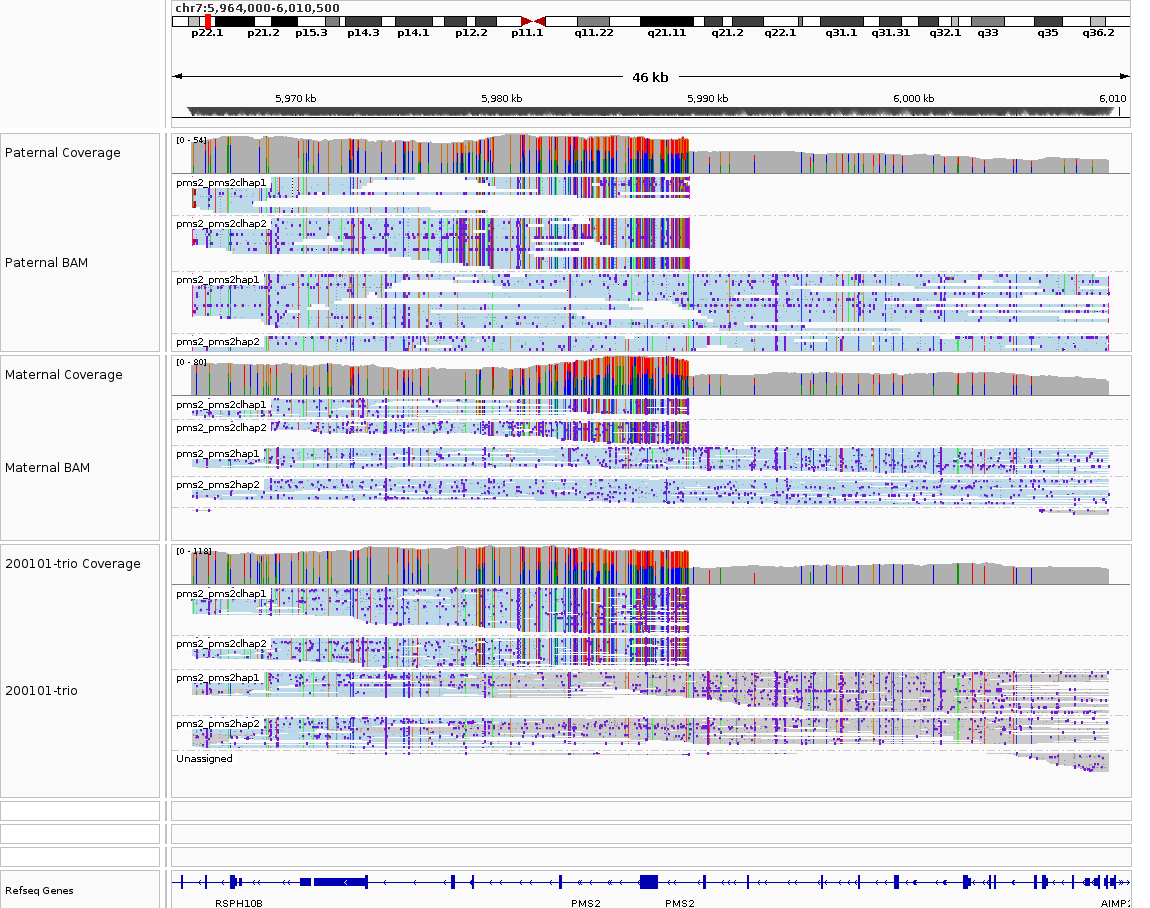 chr7:5,964,000-6,010,500
p22.1 p21.2 p15.3 p14.3 p14.1 p12.2 p11.1 q11.22 q21.11 q21.2 q22.1 q31.1 q31.31 q32.1 q33 q35 q36.2
46 kb
5,970 kb 5,980 kb 5,990 kb 6,000 kb 6,010
Paternal Coverage
[0 - 54]
pms2_pms2clhap1
pms2_pms2clhap2
Paternal BAM
pms2_pms2hap1
pms2_pms2hap2
Maternal Coverage
[0 - 80]
pms2_pms2clhap1
pms2_pms2clhap2
pms2_pms2hap1
Maternal BAM
pms2_pms2hap2
200101-trio Coverage
[0 - 118]
pms2_pms2clhap1
pms2_pms2clhap2
pms2_pms2hap1
200101-trio
pms2_pms2hap2
Unassigned
Refseq Genes
RSPH10B PMS2 PMS2 AIMP2